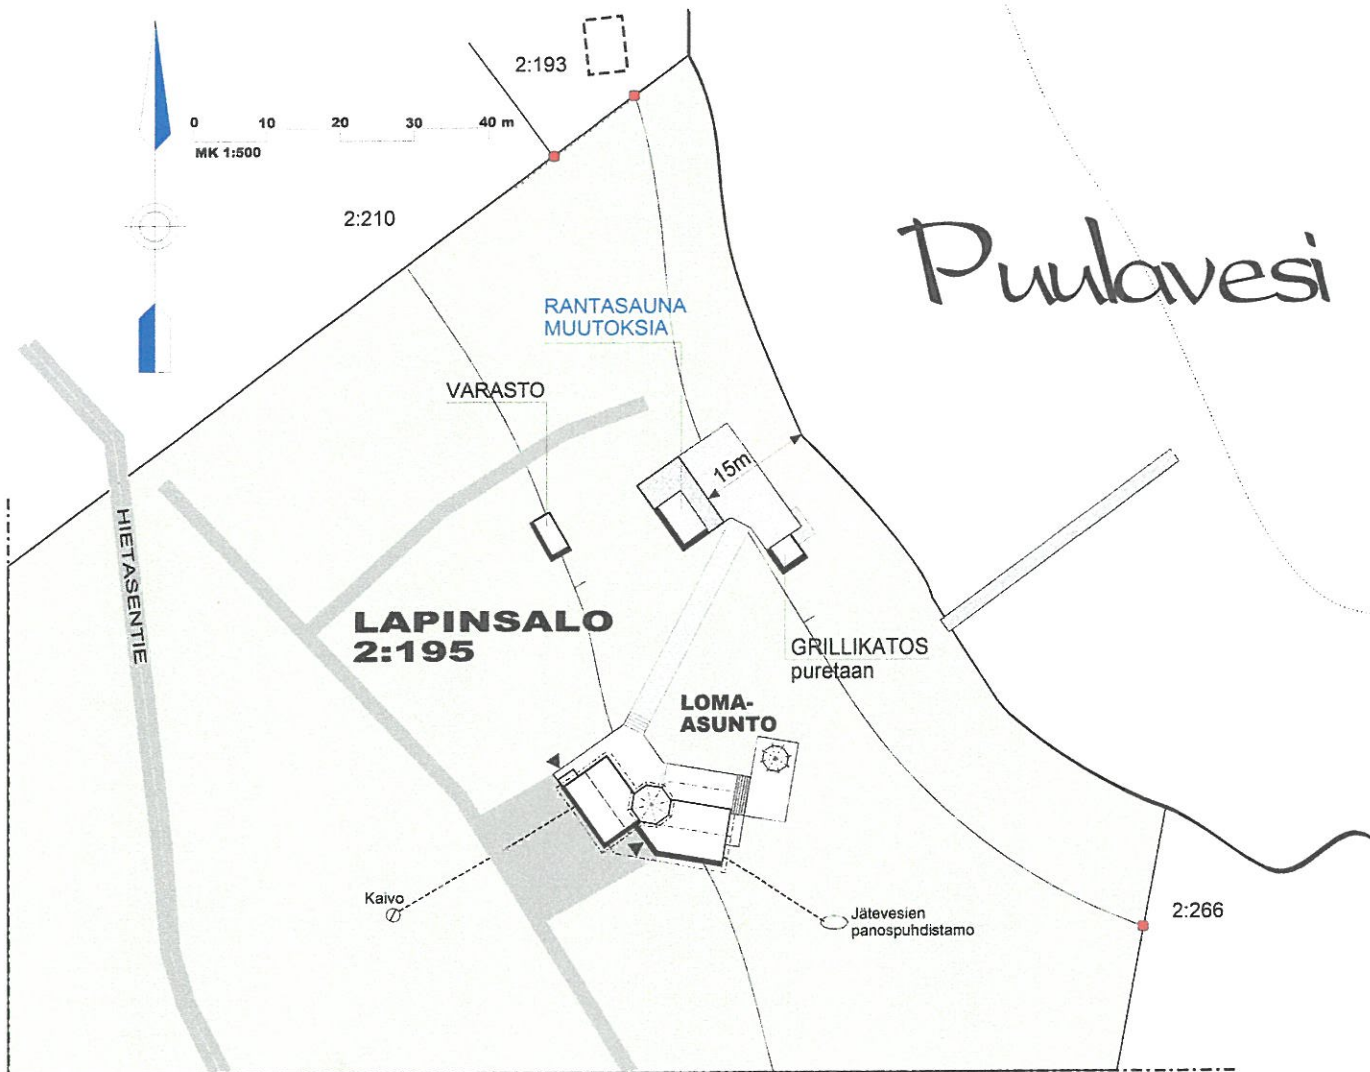 2:193
0 10 20 30 40 m
MK 1:500
2:210
Puulavesi
RANTASAUNA
MUUTOKSIA
VARASTO
15m
HIETASENTIE
LAPINSALO
2:195
GRILLIKATOS
puretaan
LOMA-
ASUNTO
Kaivo
Jätevesien
panospuhdistamo
2:266